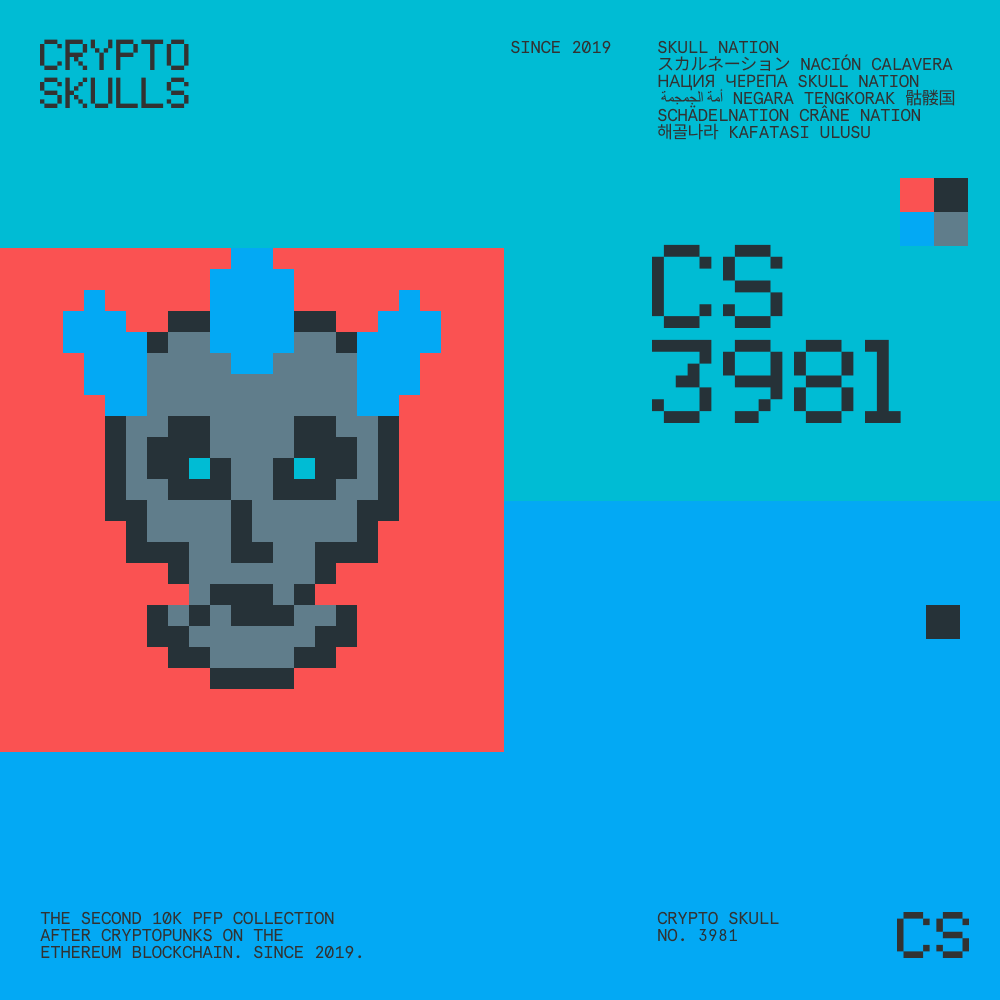 CRYPTO
SKULLS
SINCE 2019
SKULL NATION
スカルネーション NACIÓN CALAVERA
НАЦИЯ ЧЕРЕПА SKULL NATION
أمة الجمجمة NEGARA TENGKORAK 骷髅国
SCHÄDELNATION CRÂNE NATION
해골나라 KAFATASI ULUSU
CS
3981
THE SECOND 10K PFP COLLECTION
AFTER CRYPTOPUNKS ON THE
ETHEREUM BLOCKCHAIN. SINCE 2019.
CRYPTO SKULL
NO. 3981
CS